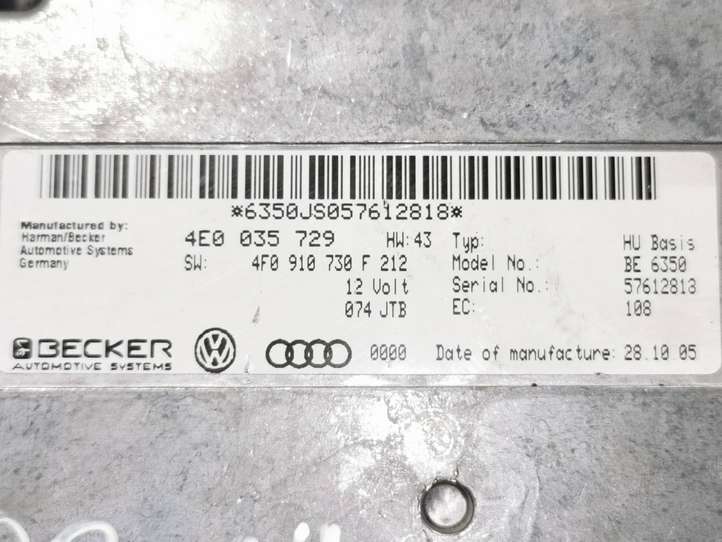 *6350JS057612818*
Manufactured by:
Harman/Becker
Automotive Systems
Germany
4E0 035 729 HW: 43 Typ: HU Basis
SW: 4F0 910 730 F 212 Model No.: BE 6350
12 Volt Serial No.: 57612818
074 JTB EC: 108
BECKER
AUTOMOTIVE SYSTEMS
0000 Date of manufacture: 28.10.05